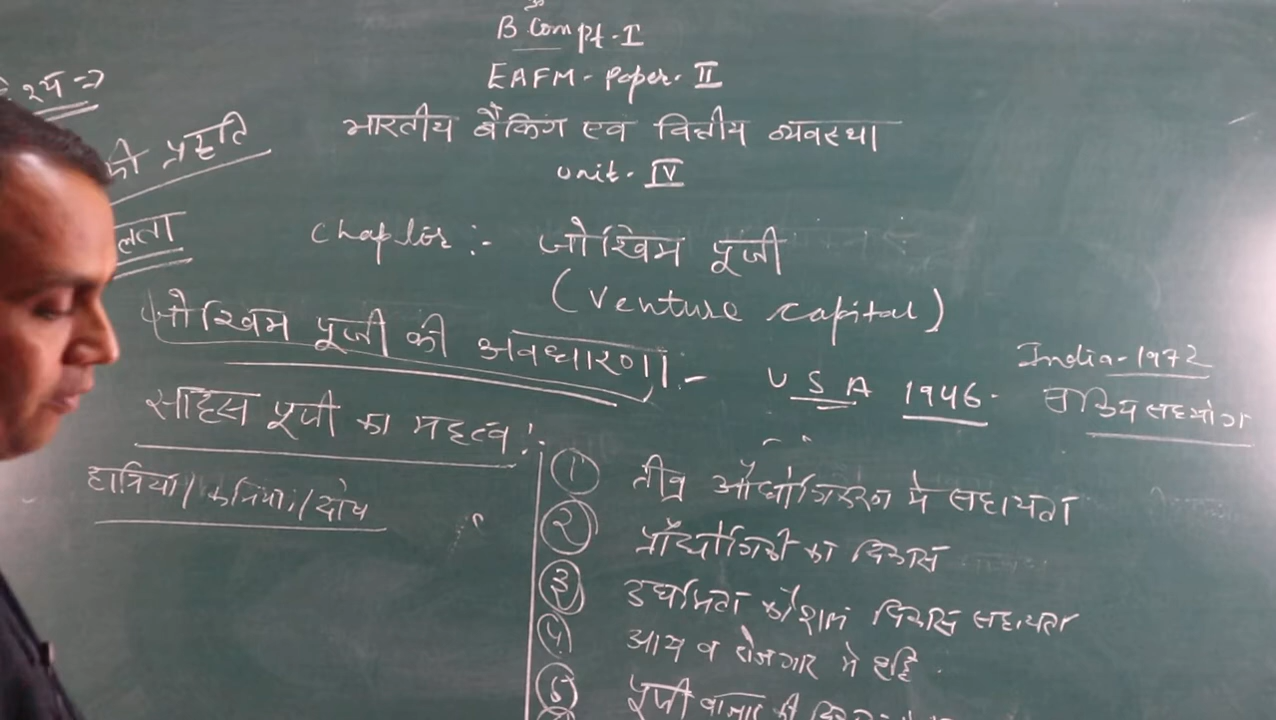 B Com pt-I
EAFM- Paper- II
भारतीय बैंकिंग एवं वित्तीय व्यवस्था
unit- IV
Chapter :- जोखिम पूंजी
(Venture Capital)
जोखिम पूंजी की अवधारणा :-
USA 1946.
India-1972
साहस पूंजी का महत्व :
हानियां/कमियां/दोष
की प्रकृति
लता
① तीव्र औद्योगिकरण में सहायता
② प्रौद्योगिकी का विकास
③ उद्यमिता कौशल विकास सहायता
④ आय व रोजगार में वृद्धि.
⑤ पूंजी बाजार की